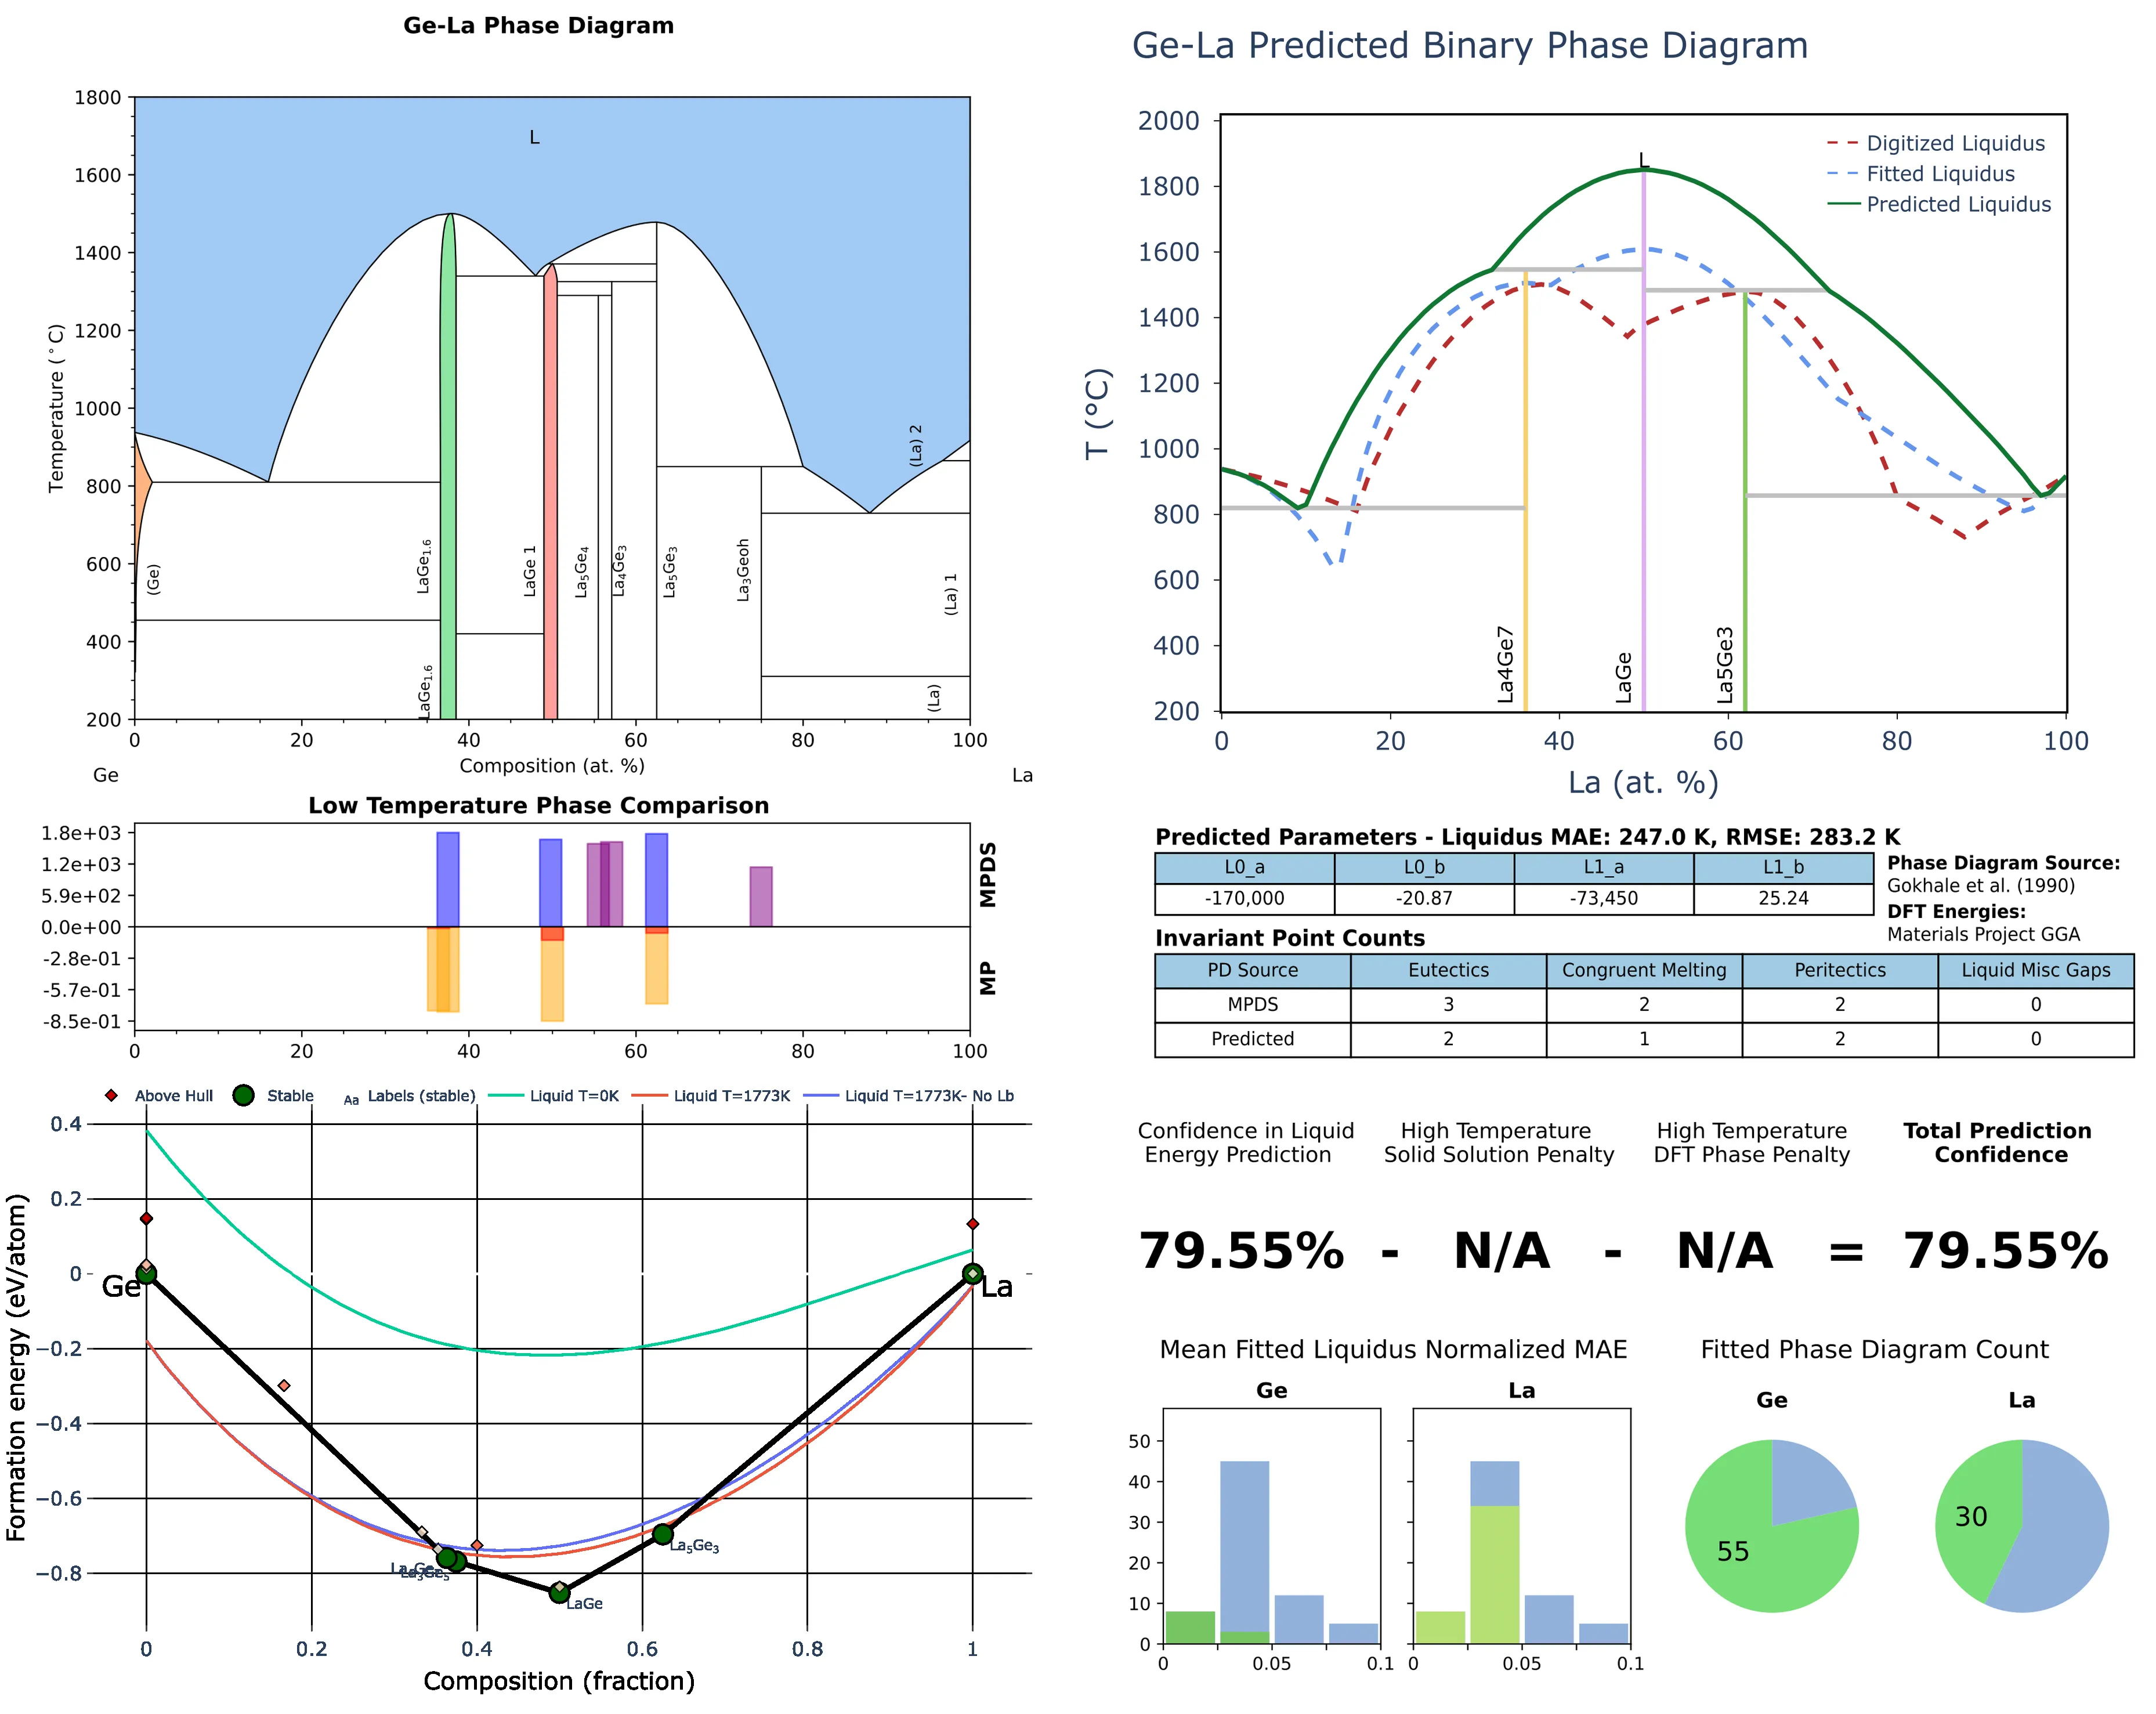 Ge-La Phase Diagram
1800
1600
1400
1200
1000
800
600
400
200
Temperature (°C)
L
(Ge)
LaGe1.6
LaGe1.6
LaGe 1
La5Ge4
La4Ge3
La5Ge3
La3Geoh
(La) 2
(La) 1
(La)
0 20 40 60 80 100
Composition (at. %)
Ge
La
Ge-La Predicted Binary Phase Diagram
2000
1800
1600
1400
1200
1000
800
600
400
200
T (°C)
L
Digitized Liquidus
Fitted Liquidus
Predicted Liquidus
La4Ge7
LaGe
La5Ge3
0 20 40 60 80 100
La (at. %)
Low Temperature Phase Comparison
1.8e+03
1.2e+03
5.9e+02
0.0e+00
-2.8e-01
-5.7e-01
-8.5e-01
MPDS
MP
0 20 40 60 80 100
Predicted Parameters - Liquidus MAE: 247.0 K, RMSE: 283.2 K
L0_a L0_b L1_a L1_b
-170,000 -20.87 -73,450 25.24
Phase Diagram Source:
Gokhale et al. (1990)
DFT Energies:
Materials Project GGA
Invariant Point Counts
PD Source Eutectics Congruent Melting Peritectics Liquid Misc Gaps
MPDS 3 2 2 0
Predicted 2 1 2 0
Above Hull Stable Aa Labels (stable) Liquid T=0K Liquid T=1773K Liquid T=1773K- No Lb
0.4
0.2
0
−0.2
−0.4
−0.6
−0.8
Formation energy (eV/atom)
Ge
La
La3Ge5
LaGe
La5Ge3
0 0.2 0.4 0.6 0.8 1
Composition (fraction)
Confidence in Liquid
Energy Prediction
High Temperature
Solid Solution Penalty
High Temperature
DFT Phase Penalty
Total Prediction
Confidence
79.55% - N/A - N/A = 79.55%
Mean Fitted Liquidus Normalized MAE
Ge
La
50
40
30
20
10
0
0 0.05 0.1
0 0.05 0.1
Fitted Phase Diagram Count
Ge
La
55
30